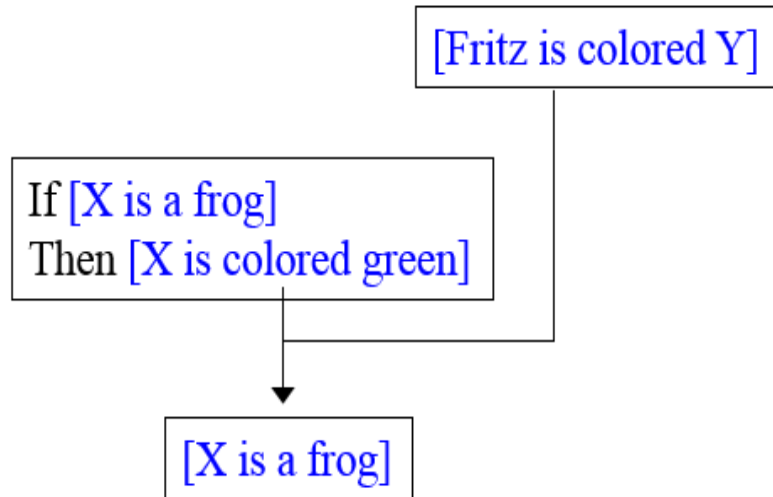 [Fritz is colored Y]
If [X is a frog]
Then [X is colored green]
[X is a frog]